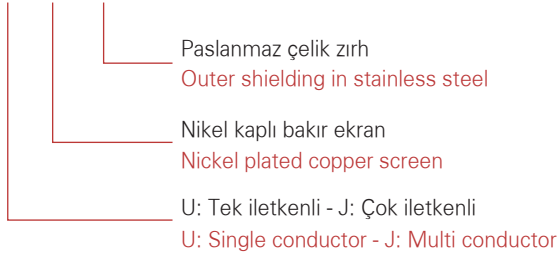 Paslanmaz çelik zırh
Outer shielding in stainless steel
Nikel kaplı bakır ekran
Nickel plated copper screen
U: Tek iletkenli - J: Çok iletkenli
U: Single conductor - J: Multi conductor